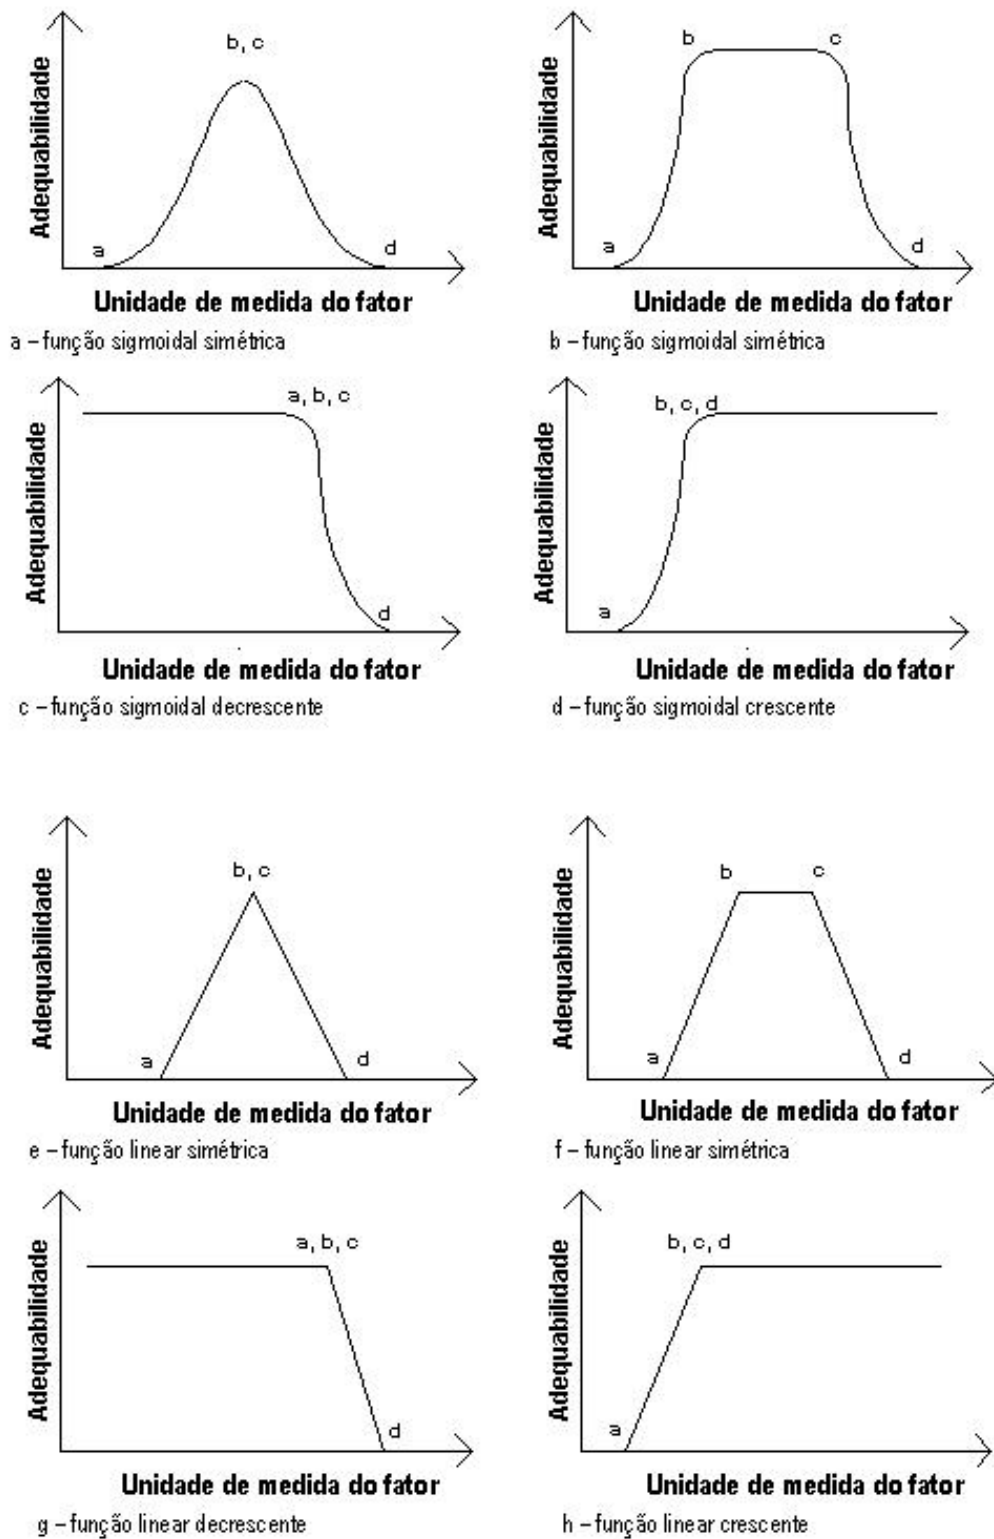 Adequabilidade
b, c
a
d
Unidade de medida do fator
a – função sigmoidal simétrica
Adequabilidade
b
c
a
d
Unidade de medida do fator
b – função sigmoidal simétrica
Adequabilidade
a, b, c
d
Unidade de medida do fator
c – função sigmoidal decrescente
Adequabilidade
b, c, d
a
Unidade de medida do fator
d – função sigmoidal crescente
Adequabilidade
b, c
a
d
Unidade de medida do fator
e – função linear simétrica
Adequabilidade
b
c
a
d
Unidade de medida do fator
f – função linear simétrica
Adequabilidade
a, b, c
d
Unidade de medida do fator
g – função linear decrescente
Adequabilidade
b, c, d
a
Unidade de medida do fator
h – função linear crescente